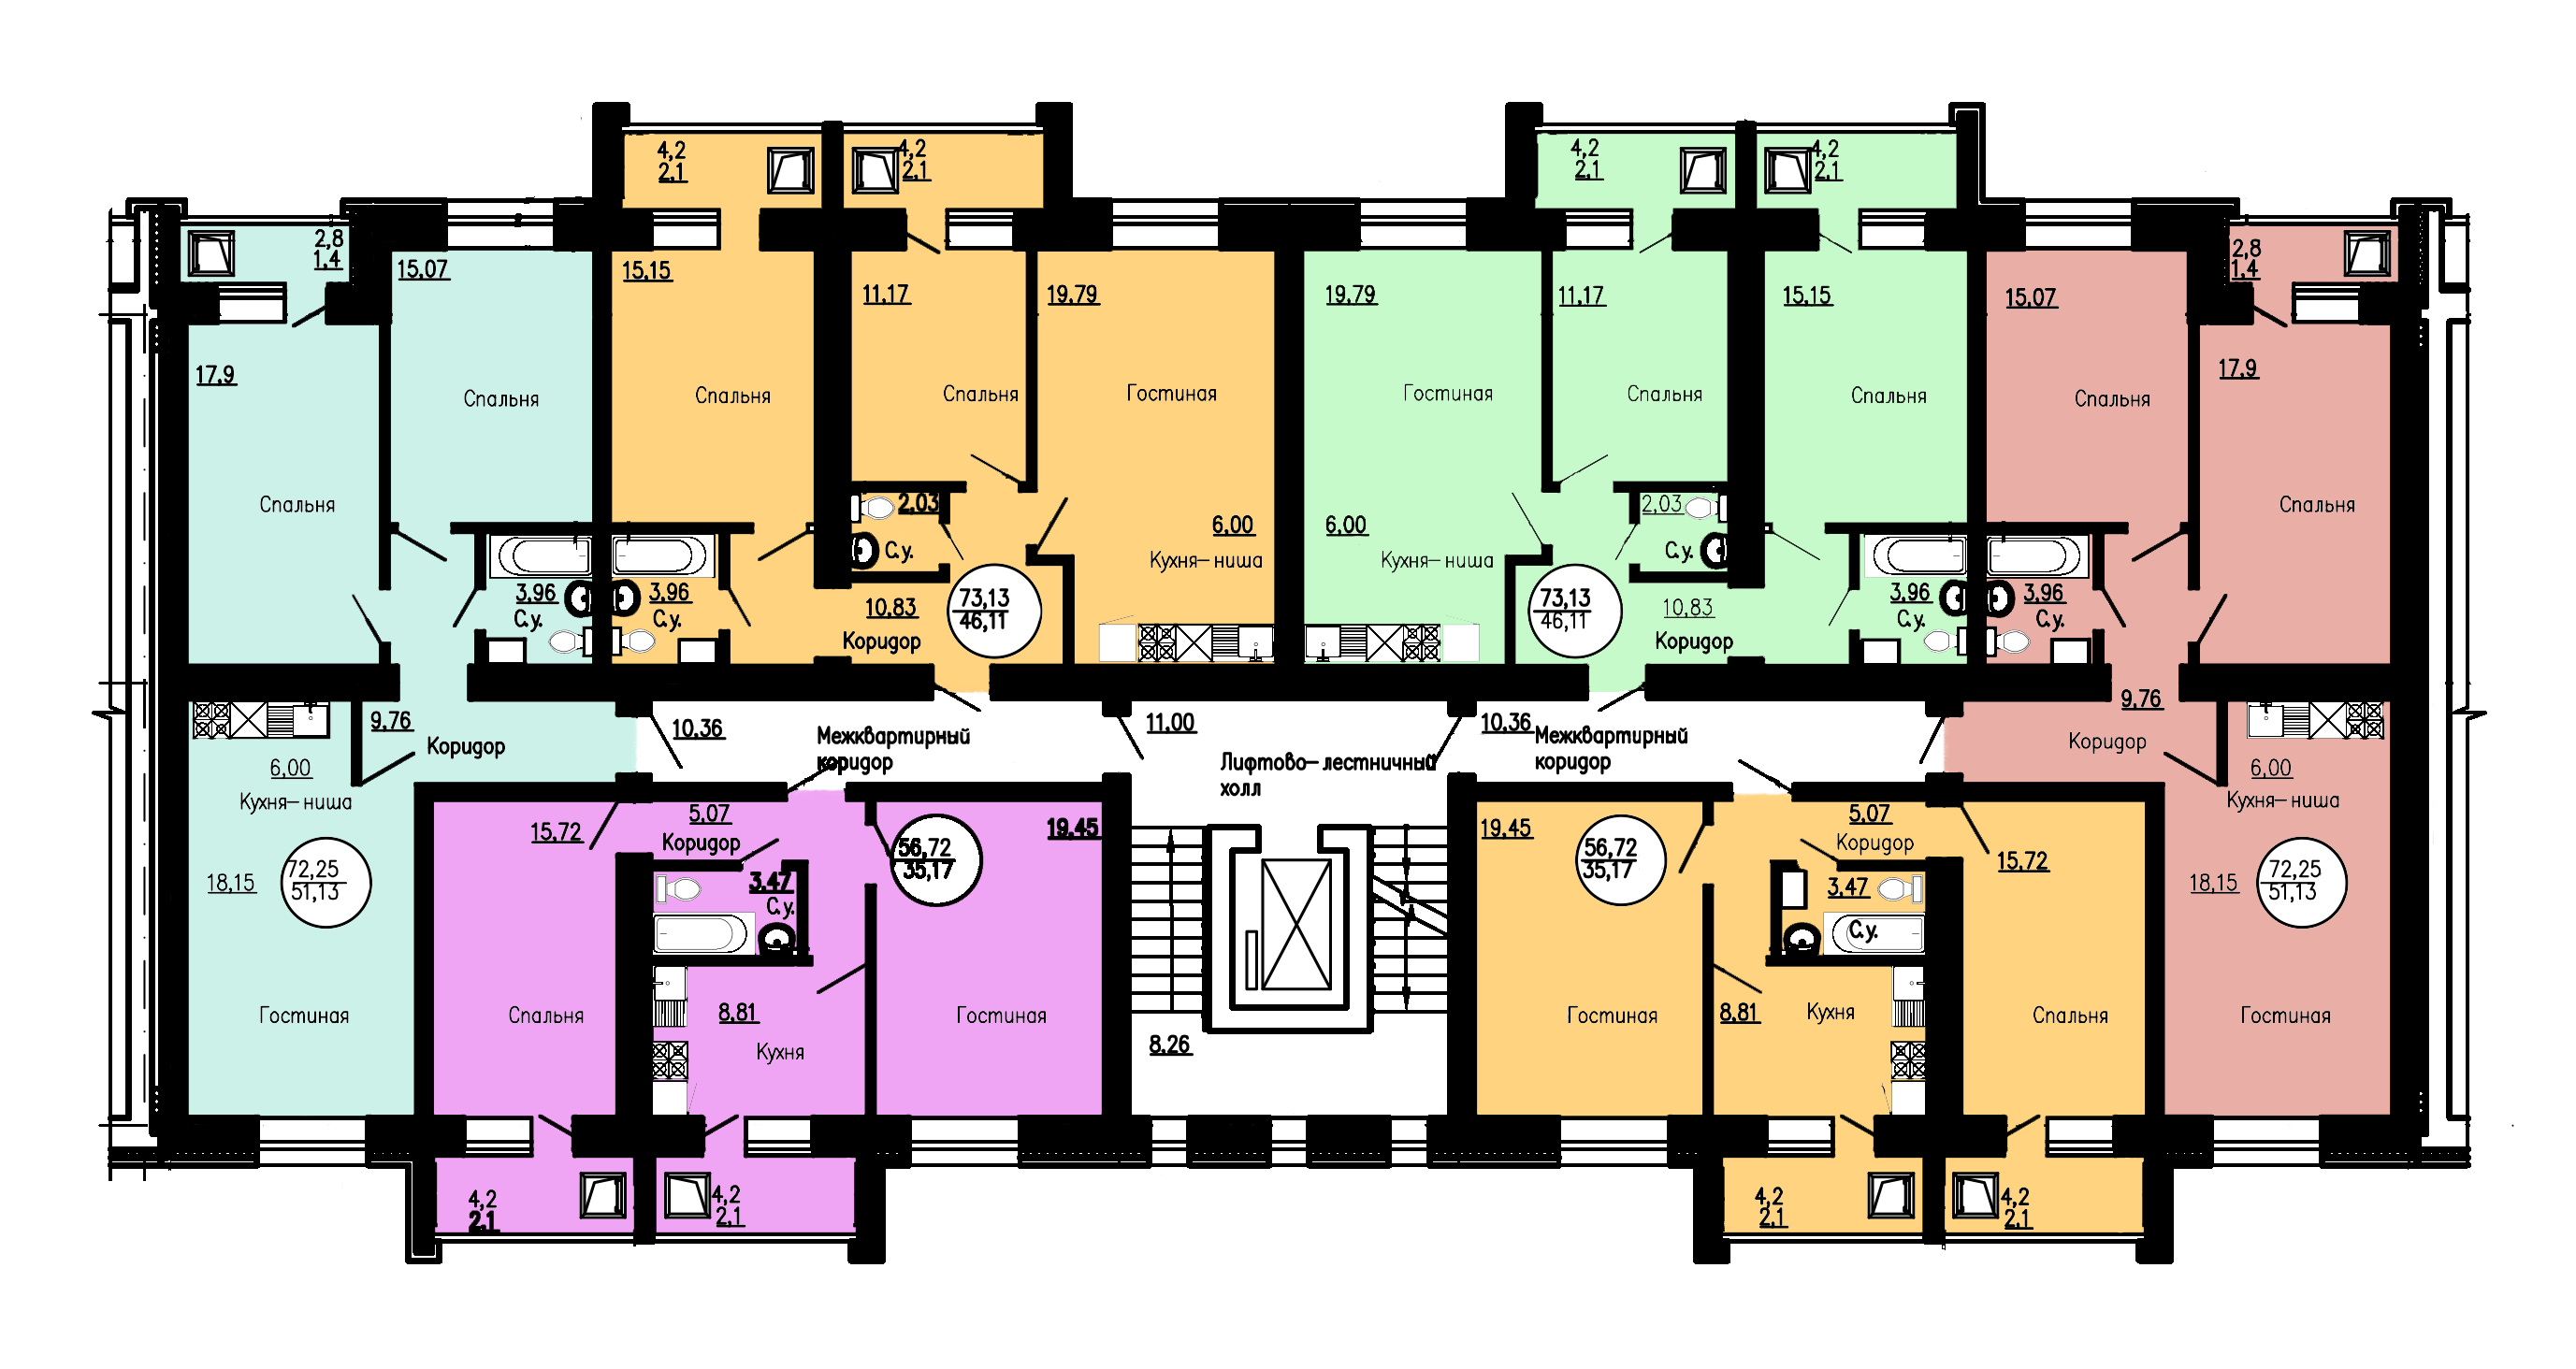 4,2
2,1
4,2
2,1
4,2
2,1
4,2
2,1
2,8
1,4
15,07
15,15
11,17
19,79
19,79
11,17
15,15
15,07
2,8
1,4
17,9
17,9
Спальня
Спальня
Спальня
Гостиная
Гостиная
Спальня
Спальня
Спальня
Спальня
Спальня
2,03
С.у.
6,00
Кухня-ниша
6,00
Кухня-ниша
2,03
С.у.
3,96
С.у.
3,96
С.у.
10,83
Коридор
73,13
46,11
73,13
46,11
10,83
Коридор
3,96
С.у.
3,96
С.у.
9,76
Коридор
10,36
Межквартирный
коридор
11,00
Лифтово-лестничный
холл
10,36
Межквартирный
коридор
9,76
Коридор
6,00
Кухня-ниша
6,00
Кухня-ниша
72,25
51,13
18,15
15,72
5,07
Коридор
3,47
С.у.
56,72
35,17
19,45
19,45
56,72
35,17
5,07
Коридор
3,47
С.у.
15,72
18,15
72,25
51,13
Гостиная
Спальня
8,81
Кухня
Гостиная
8,26
Гостиная
8,81
Кухня
Спальня
Гостиная
4,2
2,1
4,2
2,1
4,2
2,1
4,2
2,1